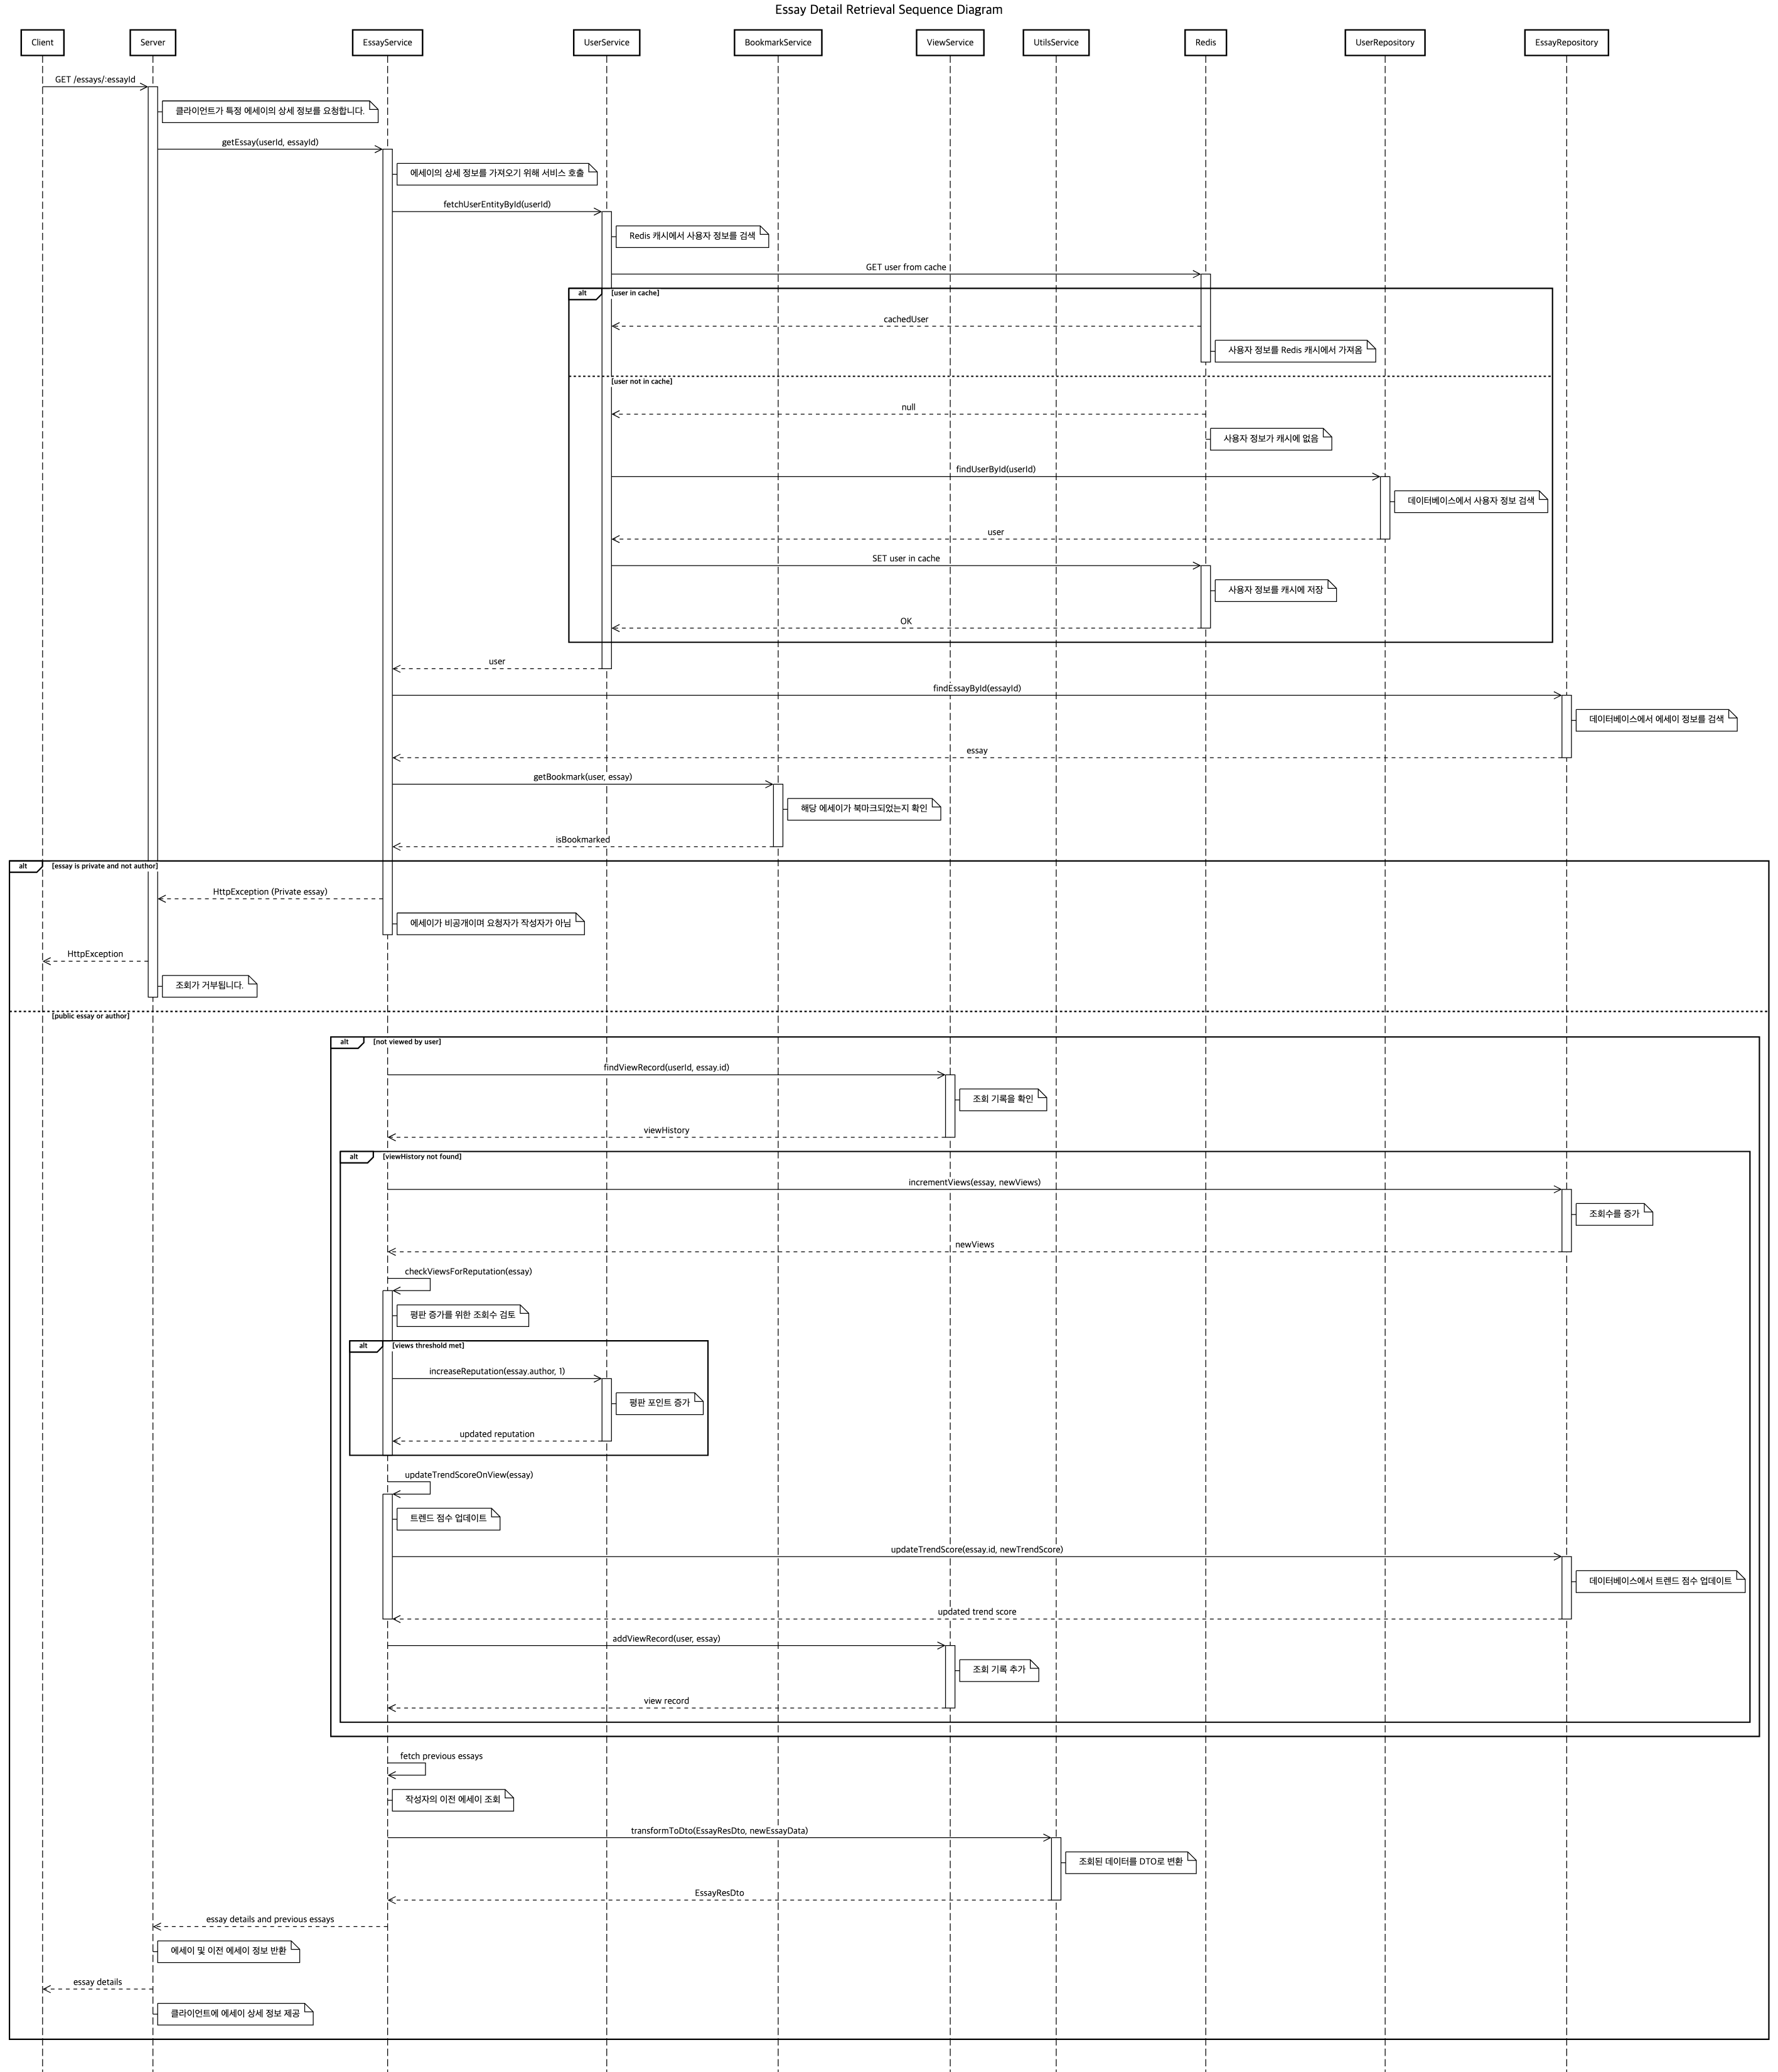 Essay Detail Retrieval Sequence Diagram
Client
Server
EssayService
UserService
BookmarkService
ViewService
UtilsService
Redis
UserRepository
EssayRepository
GET /essays/:essayId
클라이언트가 특정 에세이의 상세 정보를 요청합니다.
getEssay(userId, essayId)
에세이의 상세 정보를 가져오기 위해 서비스 호출
fetchUserEntityById(userId)
Redis 캐시에서 사용자 정보를 검색
GET user from cache
alt
[user in cache]
cachedUser
사용자 정보를 Redis 캐시에서 가져옴
[user not in cache]
null
사용자 정보가 캐시에 없음
findUserById(userId)
데이터베이스에서 사용자 정보 검색
user
SET user in cache
사용자 정보를 캐시에 저장
OK
user
findEssayById(essayId)
데이터베이스에서 에세이 정보를 검색
essay
getBookmark(user, essay)
해당 에세이가 북마크되었는지 확인
isBookmarked
alt
[essay is private and not author]
HttpException (Private essay)
에세이가 비공개이며 요청자가 작성자가 아님
HttpException
조회가 거부됩니다.
[public essay or author]
alt
[not viewed by user]
findViewRecord(userId, essay.id)
조회 기록을 확인
viewHistory
alt
[viewHistory not found]
incrementViews(essay, newViews)
조회수를 증가
newViews
checkViewsForReputation(essay)
평판 증가를 위한 조회수 검토
alt
[views threshold met]
increaseReputation(essay.author, 1)
평판 포인트 증가
updated reputation
updateTrendScoreOnView(essay)
트렌드 점수 업데이트
updateTrendScore(essay.id, newTrendScore)
데이터베이스에서 트렌드 점수 업데이트
updated trend score
addViewRecord(user, essay)
조회 기록 추가
view record
fetch previous essays
작성자의 이전 에세이 조회
transformToDto(EssayResDto, newEssayData)
조회된 데이터를 DTO로 변환
EssayResDto
essay details and previous essays
에세이 및 이전 에세이 정보 반환
essay details
클라이언트에 에세이 상세 정보 제공